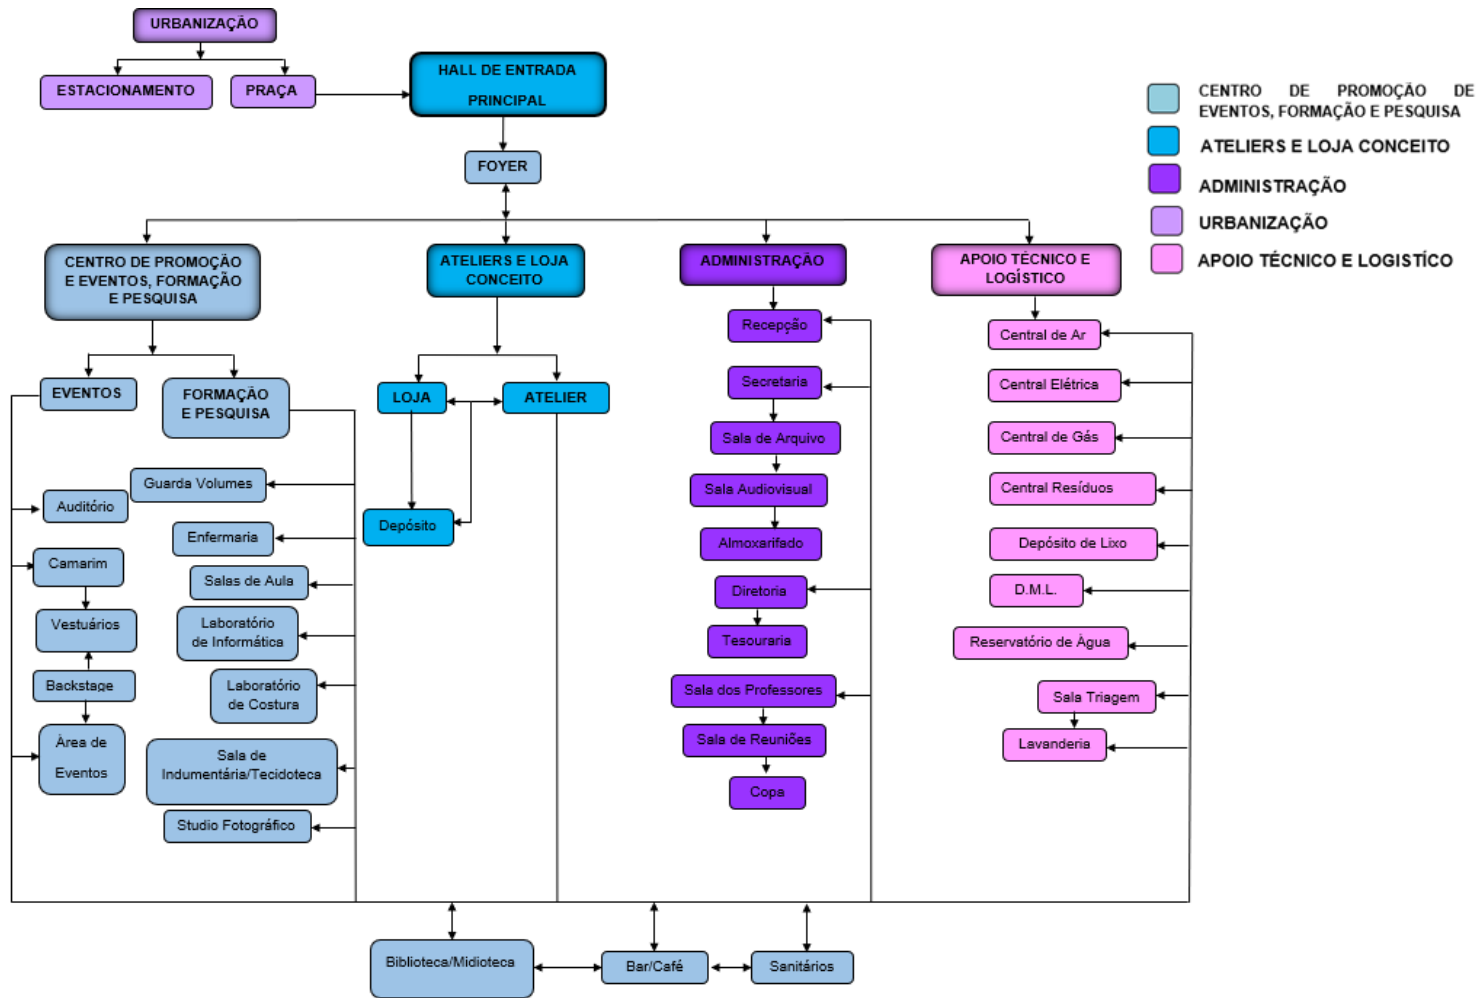 URBANIZAÇÃO
ESTACIONAMENTO
PRAÇA
HALL DE ENTRADA
PRINCIPAL
FOYER
CENTRO DE PROMOÇÃO DE
EVENTOS, FORMAÇÃO E PESQUISA
ATELIERS E LOJA CONCEITO
ADMINISTRAÇÃO
URBANIZAÇÃO
APOIO TÉCNICO E LOGISTÍCO
CENTRO DE PROMOÇÃO
E EVENTOS, FORMAÇÃO
E PESQUISA
ATELIERS E LOJA
CONCEITO
ADMINISTRAÇÃO
APOIO TÉCNICO E
LOGÍSTICO
EVENTOS
FORMAÇÃO
E PESQUISA
Auditório
Camarim
Vestuários
Backstage
Àrea de
Eventos
Guarda Volumes
Enfermaria
Salas de Aula
Laboratório
de Informática
Laboratório
de Costura
Sala de
Indumentária/Tecidoteca
Studio Fotográfico
LOJA
ATELIER
Depósito
Recepção
Secretaria
Sala de Arquivo
Sala Audiovisual
Almoxarifado
Diretoria
Tesouraria
Sala dos Professores
Sala de Reuniões
Copa
Central de Ar
Central Elétrica
Central de Gás
Central Resíduos
Depósito de Lixo
D.M.L.
Reservatório de Àgua
Sala Triagem
Lavanderia
Biblioteca/Midioteca
Bar/Café
Sanitários